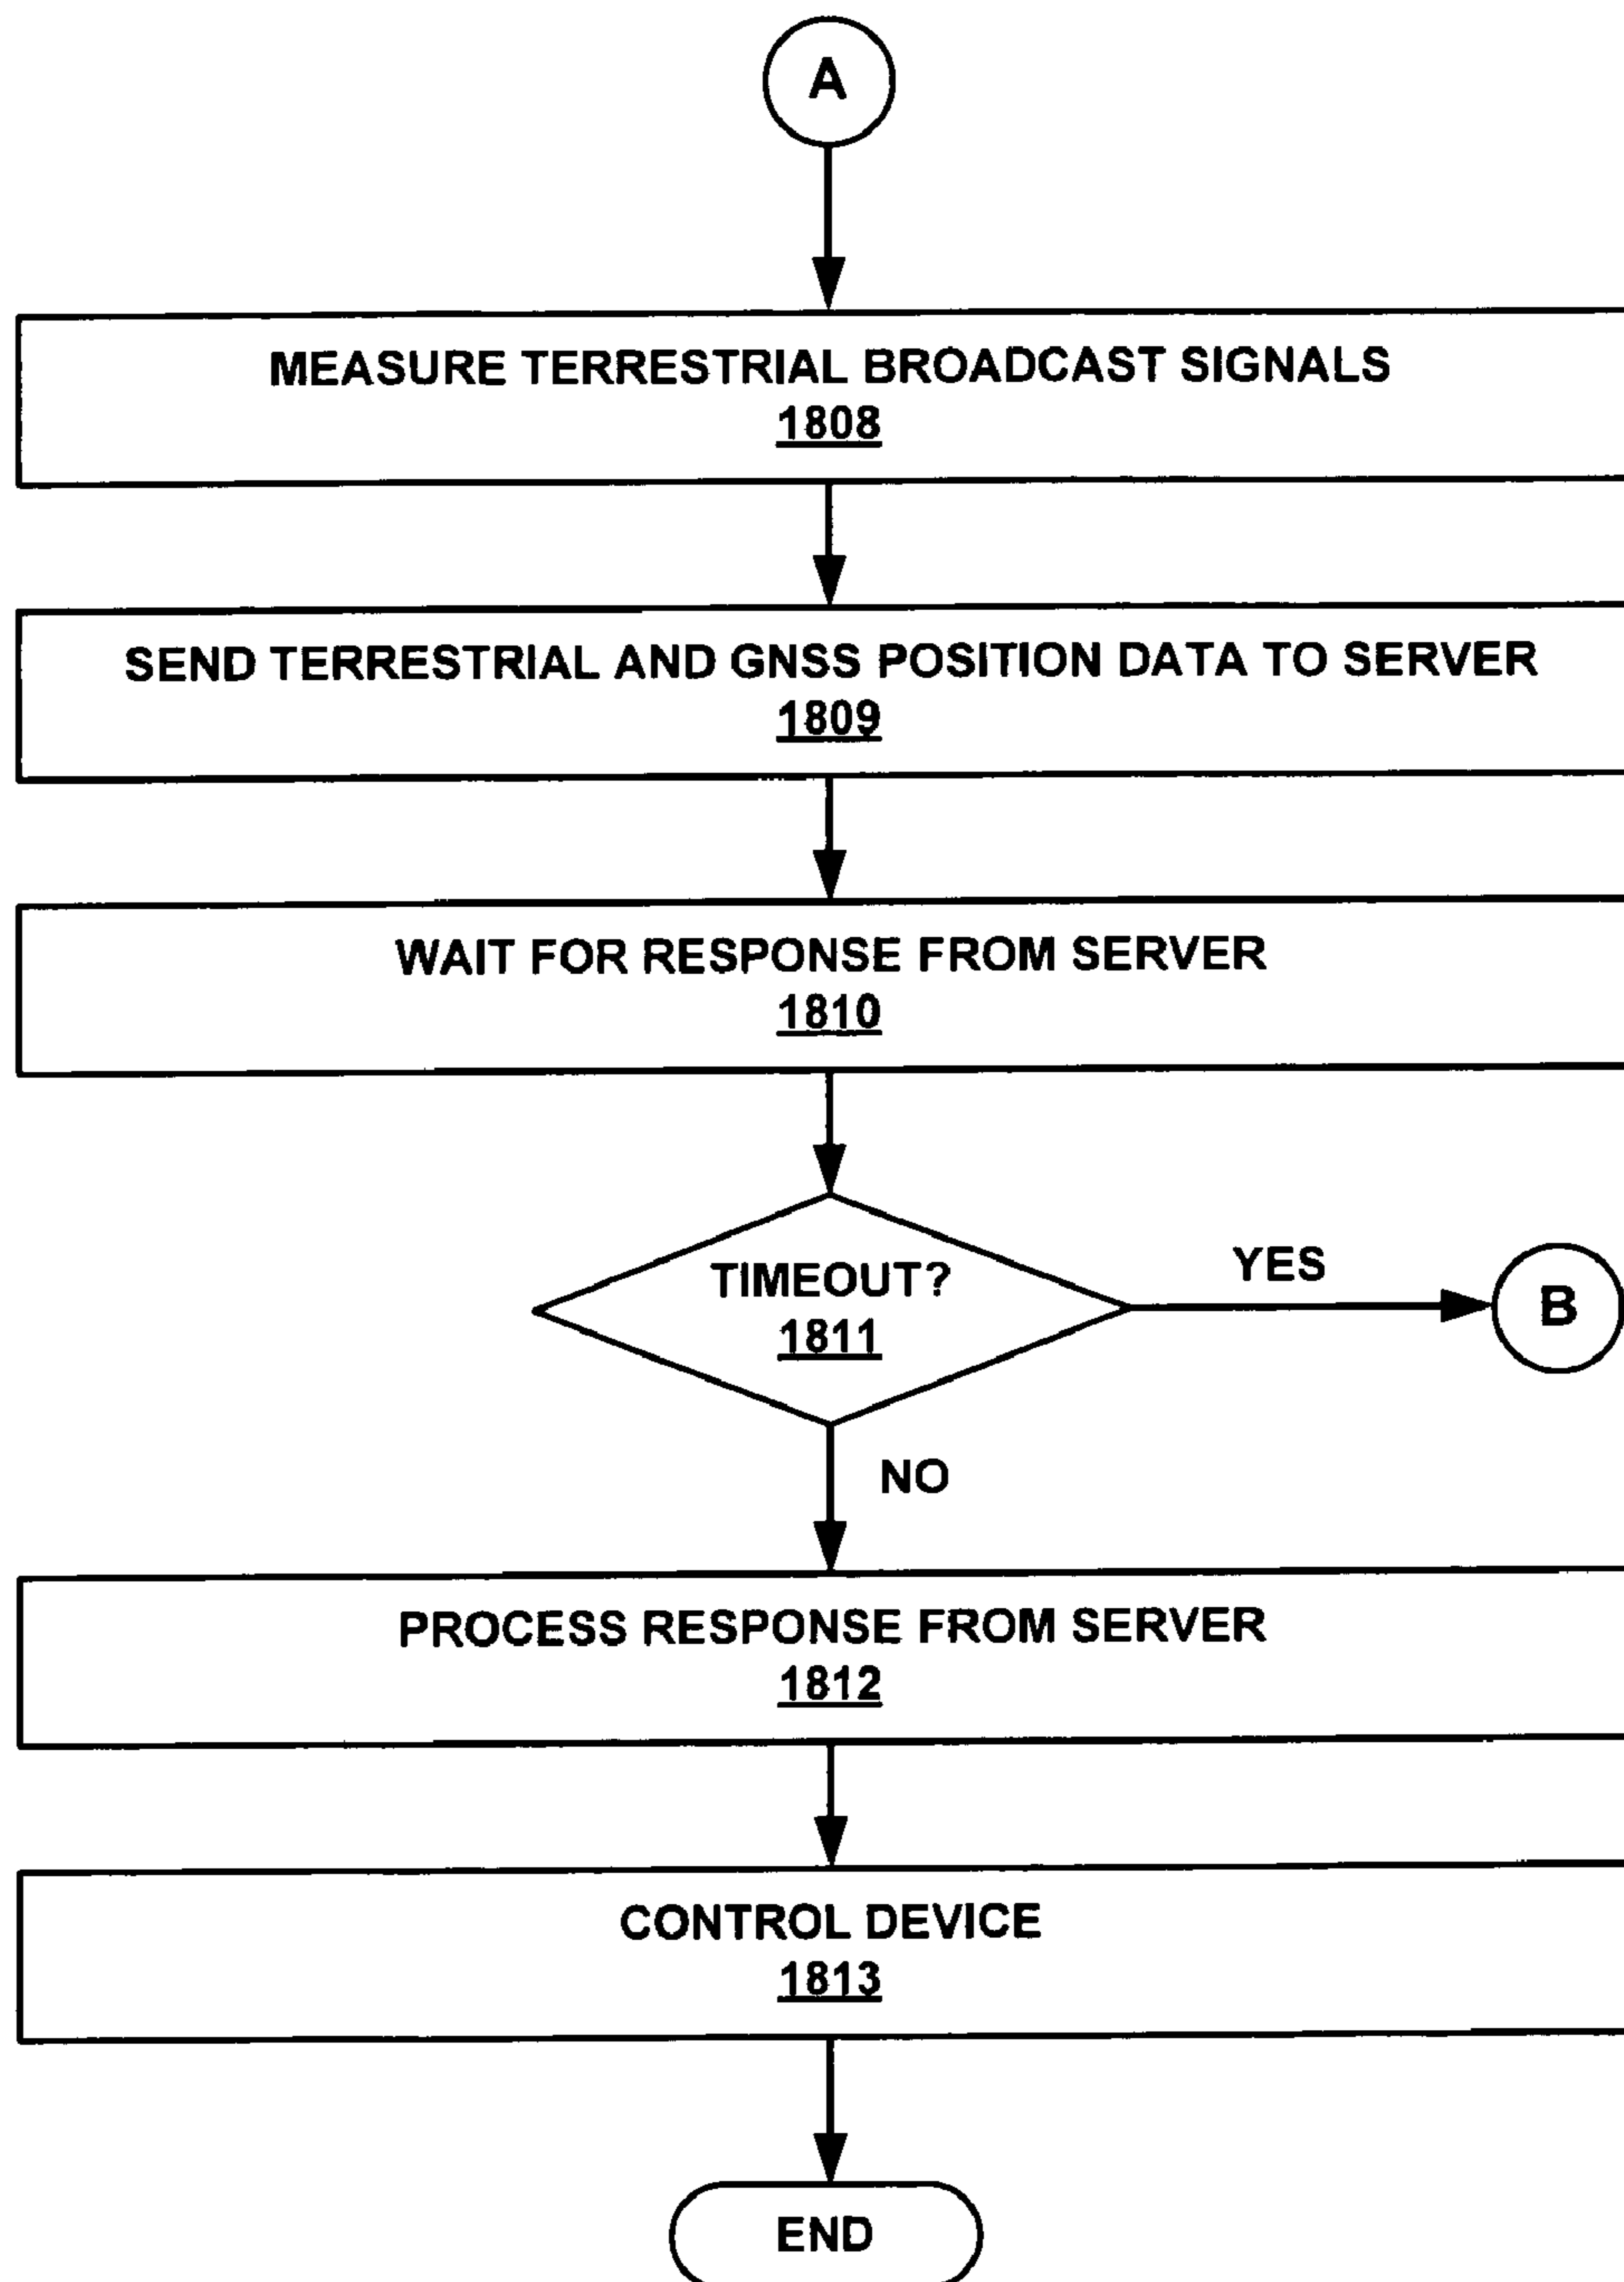 A
MEASURE TERRESTRIAL BROADCAST SIGNALS
1808
SEND TERRESTRIAL AND GNSS POSITION DATA TO SERVER
1809
WAIT FOR RESPONSE FROM SERVER
1810
TIMEOUT?
1811
YES
B
NO
PROCESS RESPONSE FROM SERVER
1812
CONTROL DEVICE
1813
END